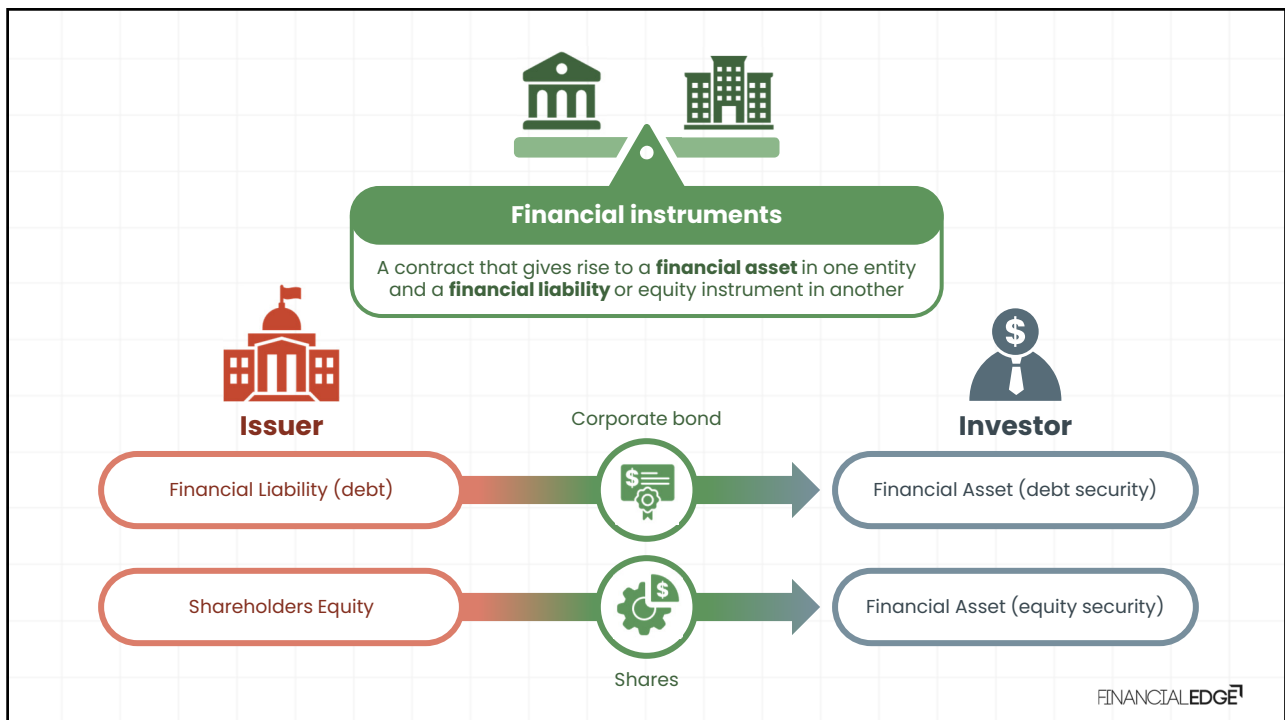 Financial instruments
A contract that gives rise to a financial asset in one entity
and a financial liability or equity instrument in another
Issuer
Corporate bond
Investor
Financial Liability (debt)
$
Financial Asset (debt security)
Shareholders Equity
$
Financial Asset (equity security)
Shares
$
FINANCIALEDGE